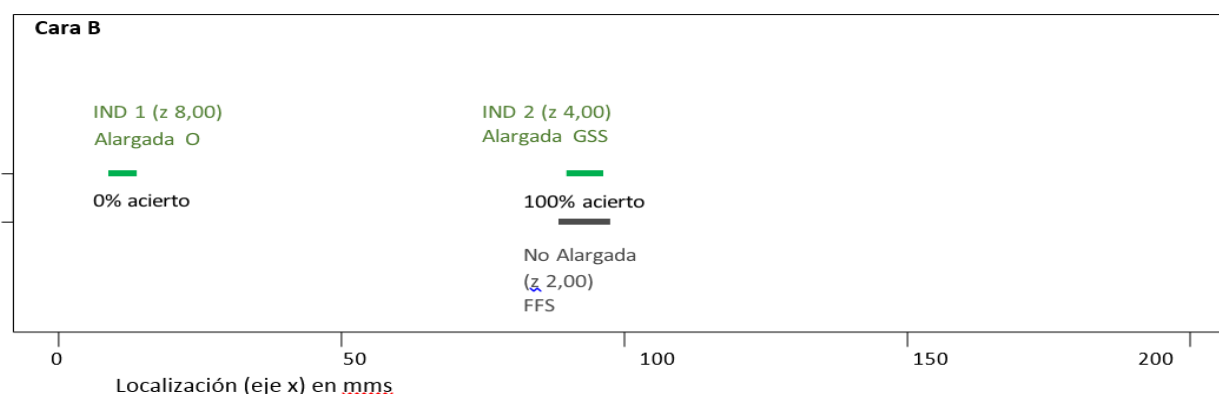 Cara B
IND 1 (z 8,00)
Alargada O
IND 2 (z 4,00)
Alargada GSS
0% acierto
100% acierto
No Alargada
(z 2,00)
FFS
0
50
100
150
200
Localización (eje x) en mms